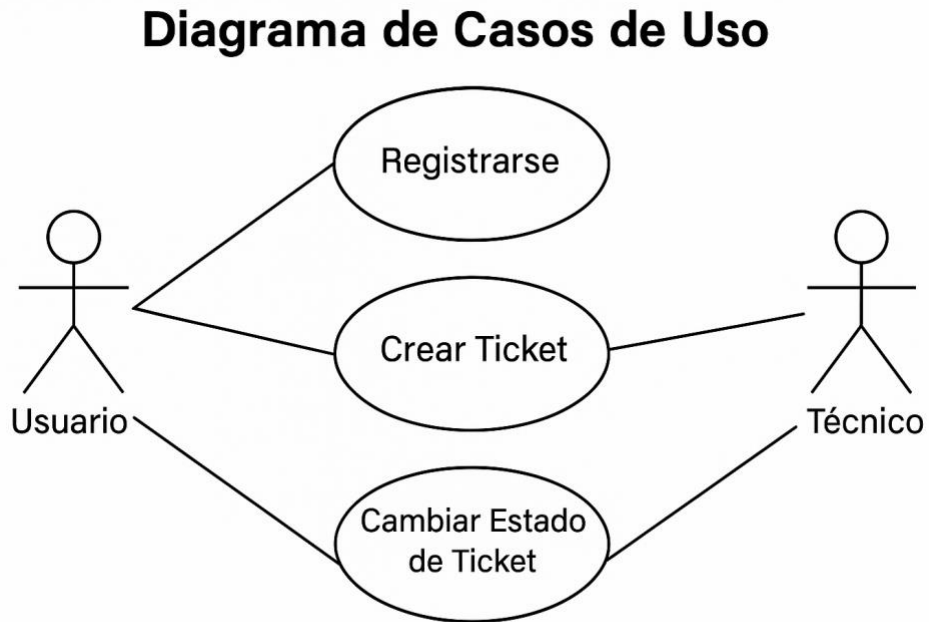 Diagrama de Casos de Uso
Registrarse
Crear Ticket
Usuario
Técnico
Cambiar Estado
de Ticket